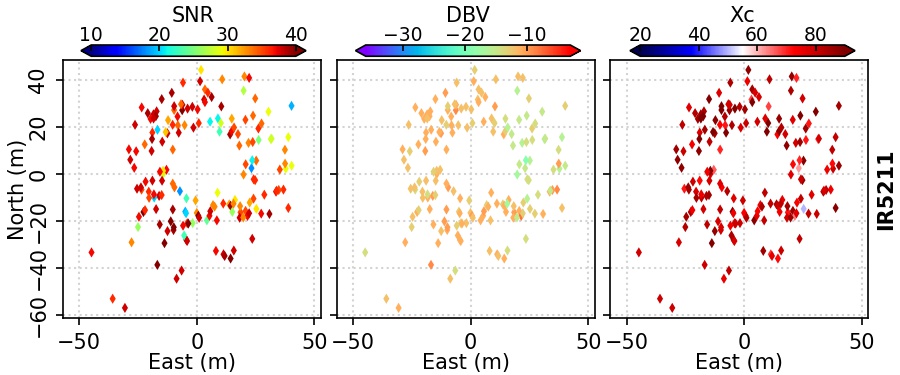 SNR DBV Xc
10 20 30 40 −30 −20 −10 20 40 60 80
40
20
0
−20
−40
−60
North (m)
IR5211
−50 0 50 −50 0 50 −50 0 50
East (m) East (m) East (m)